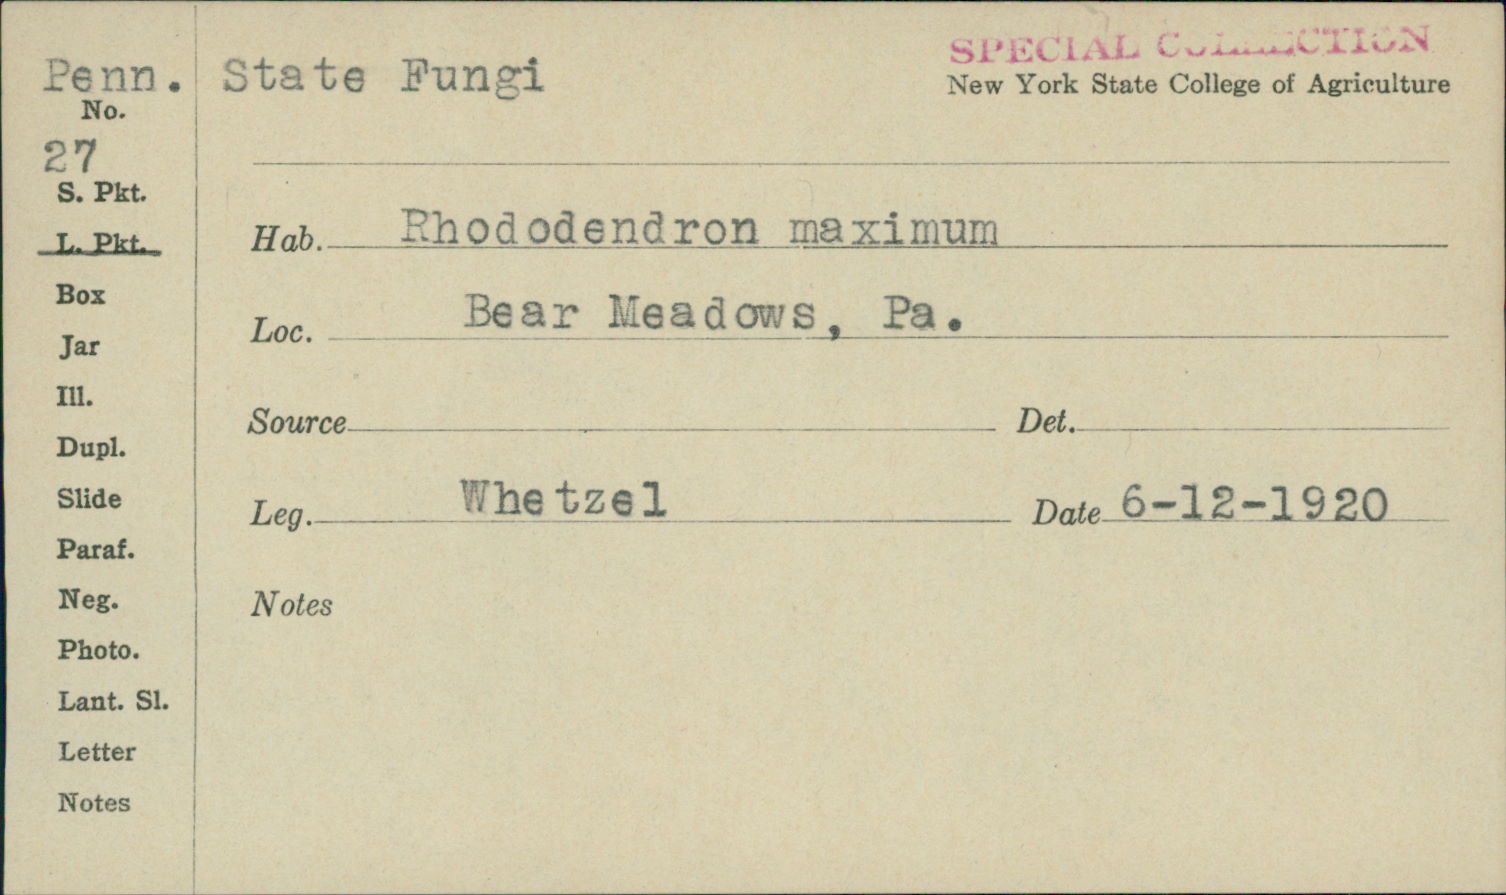 SPECIAL COLLECTION
Penn. State Fungi
New York State College of Agriculture
No.
27
S. Pkt.
Hab. Rhododendron maximum
L. Pkt.
Box
Loc. Bear Meadows, Pa.
Jar
Ill.
Source Det.
Dupl.
Slide
Leg. Whetzel Date 6-12-1920
Paraf.
Neg.
Notes
Photo.
Lant. Sl.
Letter
Notes